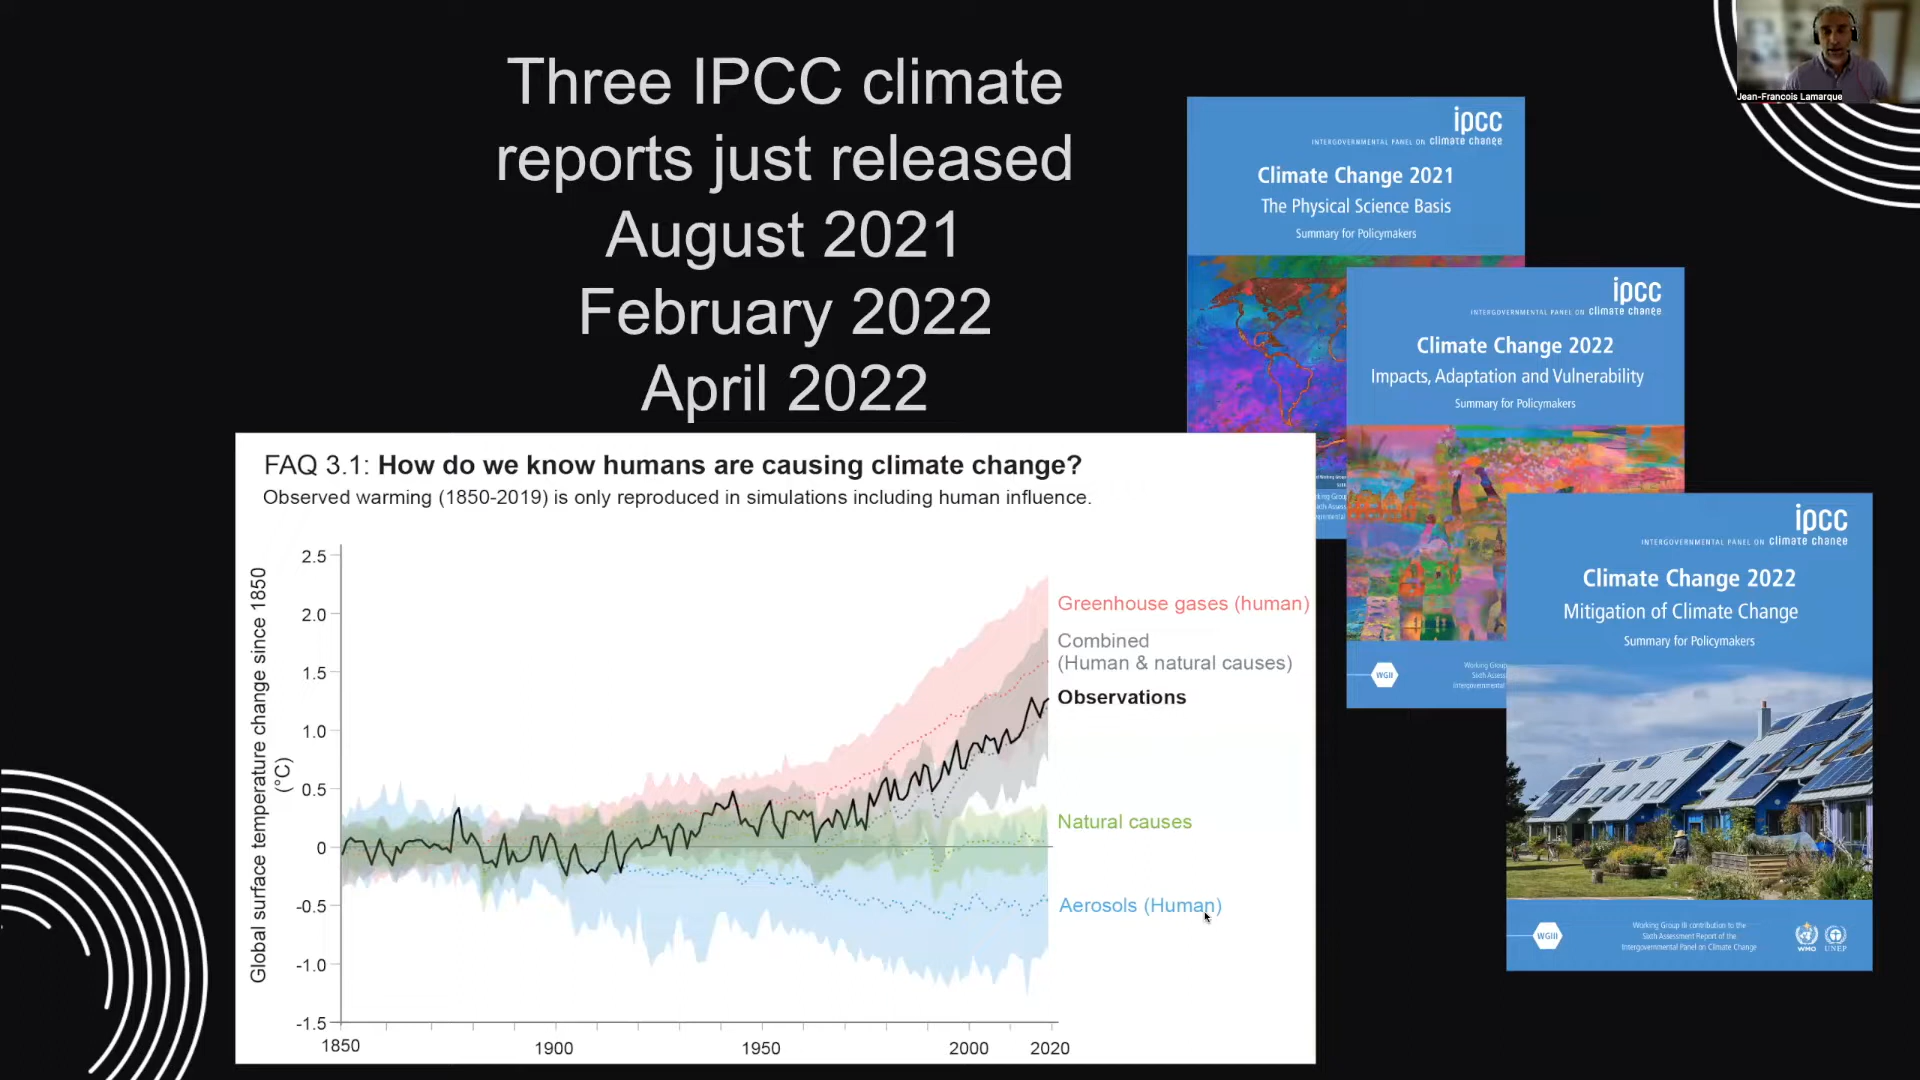 Three IPCC climate
reports just released
August 2021
February 2022
April 2022
Jean-Francois Lamarque
ipcc
INTERGOVERNMENTAL PANEL ON climate change
Climate Change 2021
The Physical Science Basis
Summary for Policymakers
ipcc
INTERGOVERNMENTAL PANEL ON climate change
Climate Change 2022
Impacts, Adaptation and Vulnerability
Summary for Policymakers
WGII
Working Group
Sixth Assess
Intergovernmental
ipcc
INTERGOVERNMENTAL PANEL ON climate change
Climate Change 2022
Mitigation of Climate Change
Summary for Policymakers
WGIII
Working Group III contribution to the
Sixth Assessment Report of the
Intergovernmental Panel on Climate Change
WMO
UNEP
FAQ 3.1: How do we know humans are causing climate change?
Observed warming (1850-2019) is only reproduced in simulations including human influence.
Global surface temperature change since 1850
(°C)
2.5
2.0
1.5
1.0
0.5
0
-0.5
-1.0
-1.5
1850
1900
1950
2000
2020
Greenhouse gases (human)
Combined
(Human & natural causes)
Observations
Natural causes
Aerosols (Human)